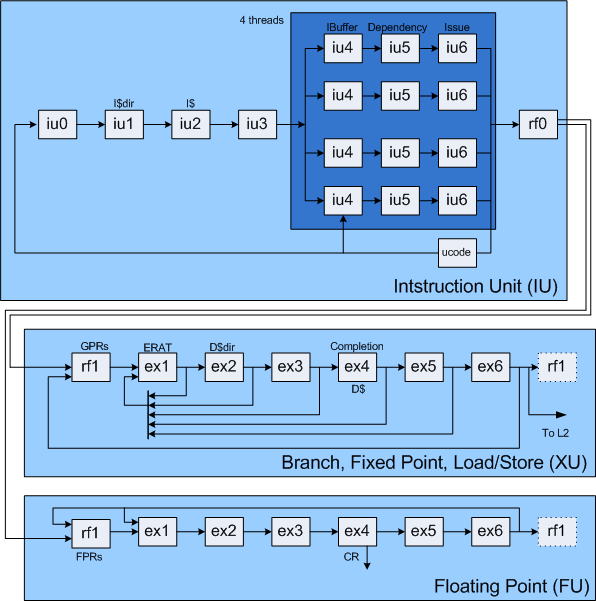 4 threads
IBuffer Dependency Issue
iu4 iu5 iu6
I$dir I$
iu4 iu5 iu6
iu0 iu1 iu2 iu3 rf0
iu4 iu5 iu6
iu4 iu5 iu6
ucode
Intstruction Unit (IU)
GPRs ERAT D$dir Completion
rf1 ex1 ex2 ex3 ex4 ex5 ex6 rf1
D$
To L2
Branch, Fixed Point, Load/Store (XU)
rf1 ex1 ex2 ex3 ex4 ex5 ex6 rf1
FPRs CR
Floating Point (FU)